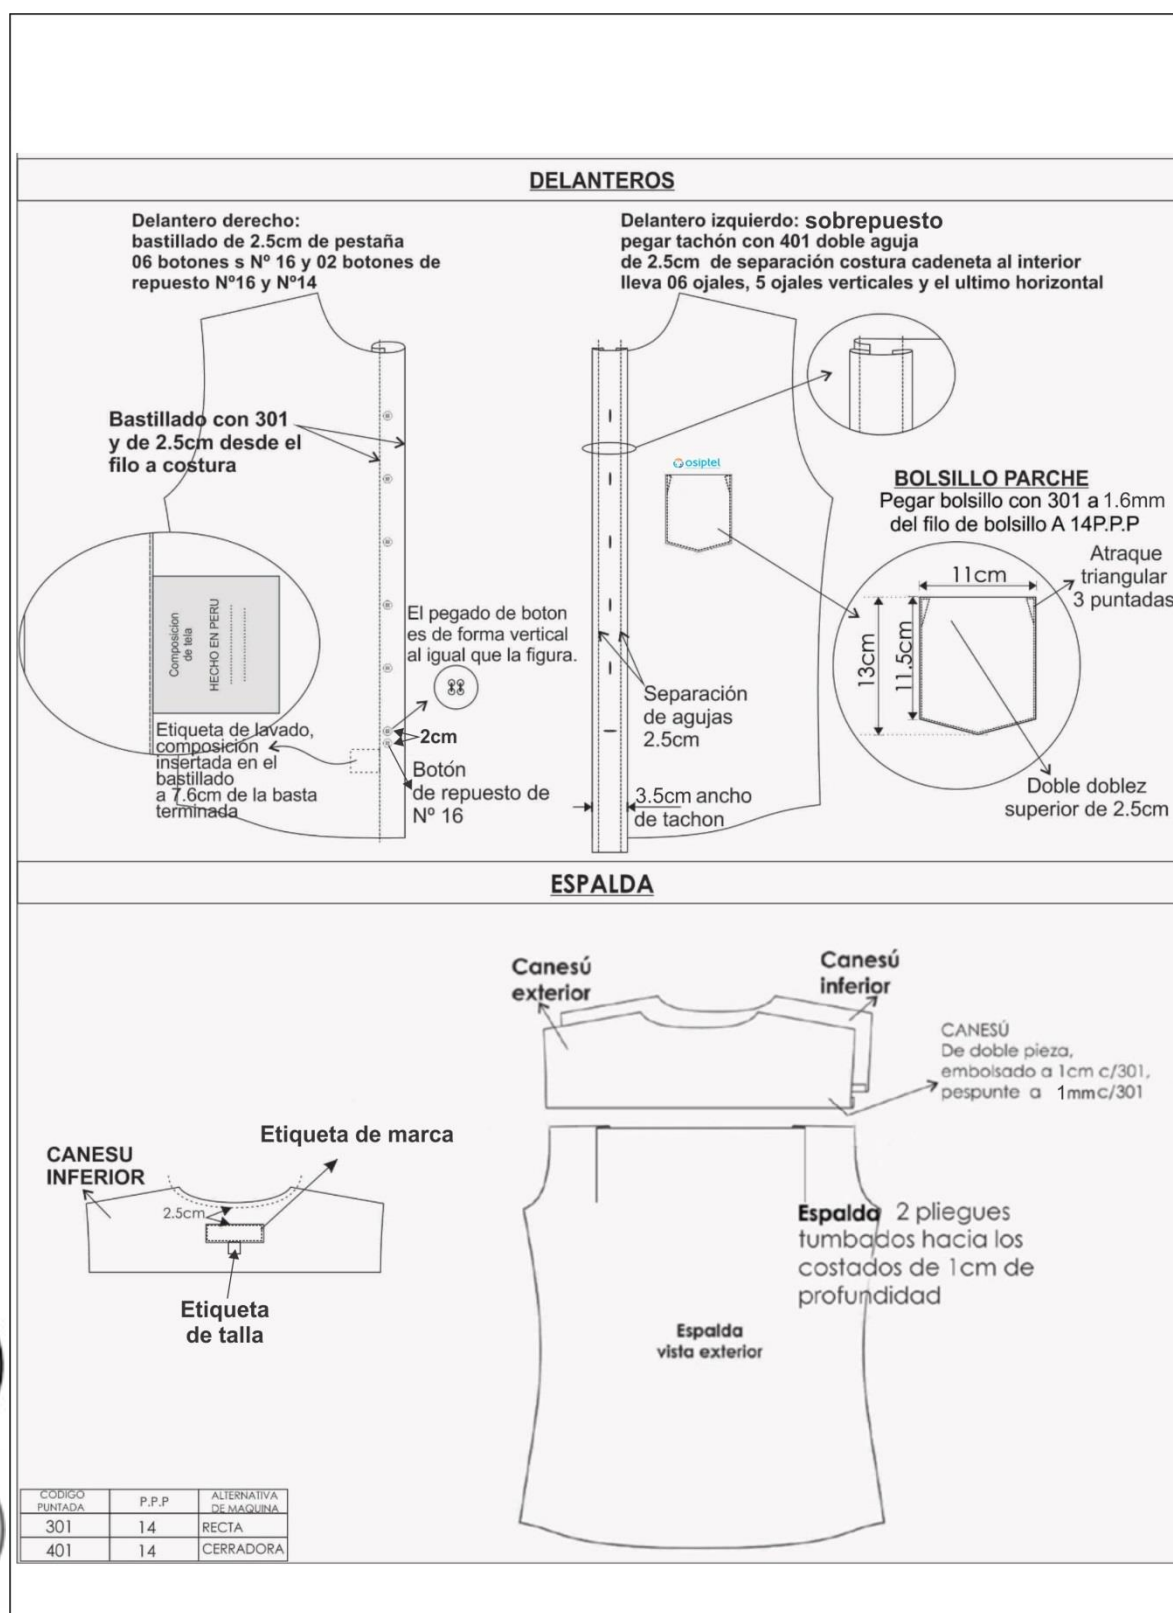 DELANTEROS
Delantero derecho:
bastillado de 2.5cm de pestaña
06 botones s Nº 16 y 02 botones de
repuesto Nº16 y Nº14
Delantero izquierdo: sobrepuesto
pegar tachón con 401 doble aguja
de 2.5cm de separación costura cadeneta al interior
lleva 06 ojales, 5 ojales verticales y el ultimo horizontal
Bastillado con 301
y de 2.5cm desde el
filo a costura
osiptel
BOLSILLO PARCHE
Pegar bolsillo con 301 a 1.6mm
del filo de bolsillo A 14P.P.P
Atraque
triangular
3 puntadas
11cm
13cm
11.5cm
Doble doblez
superior de 2.5cm
Composicion
de tela
HECHO EN PERU
El pegado de boton
es de forma vertical
al igual que la figura.
Etiqueta de lavado,
composición
insertada en el
bastillado
a 7.6cm de la basta
terminada
2cm
Botón
de repuesto de
Nº 16
Separación
de agujas
2.5cm
3.5cm ancho
de tachon
ESPALDA
Canesú
exterior
Canesú
inferior
CANESÚ
De doble pieza,
embolsado a 1cm c/301,
pespunte a 1mm c/301
Etiqueta de marca
CANESU
INFERIOR
2.5cm
Etiqueta
de talla
Espalda 2 pliegues
tumbados hacia los
costados de 1cm de
profundidad
Espalda
vista exterior
CODIGO PUNTADA P.P.P ALTERNATIVA DE MAQUINA
301 14 RECTA
401 14 CERRADORA